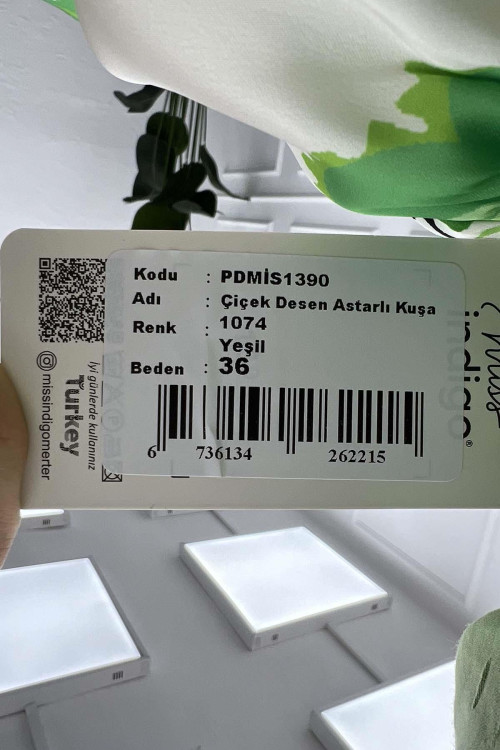 Kodu : PDMİS1390
Adı : Çiçek Desen Astarlı Kuşa
Renk : 1074
Yeşil
Beden : 36
6 736134 262215
İyi günlerde kullanınız
Turkey
missindigomerter
miss
indigo®